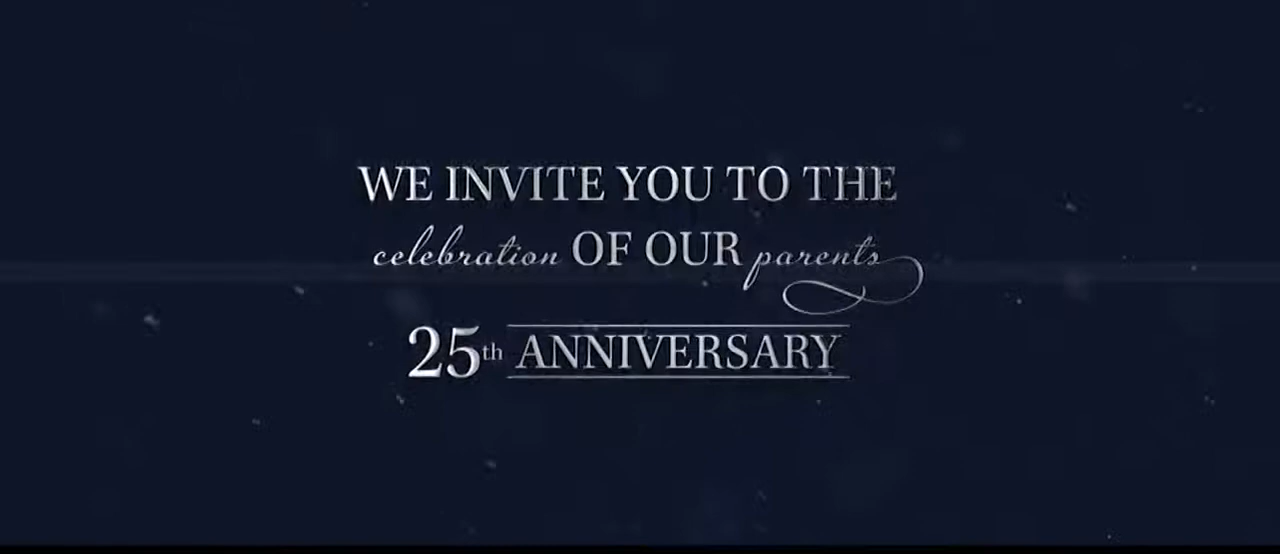 WE INVITE YOU TO THE
celebration OF OUR parents
25th ANNIVERSARY